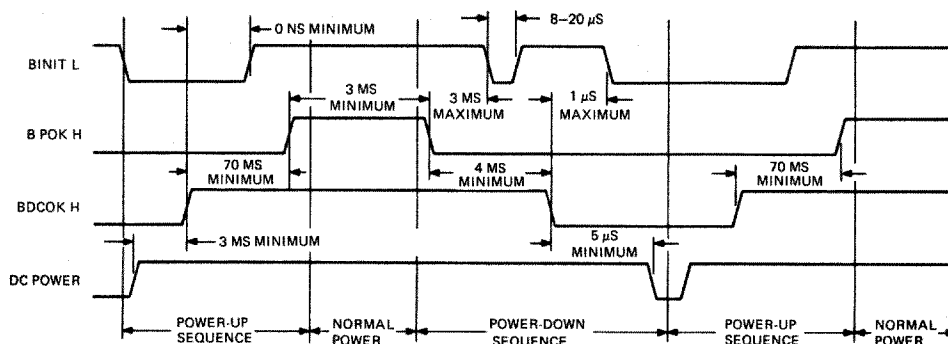 8–20 µS
0 NS MINIMUM
BINIT L
3 MS
MINIMUM
3 MS
MAXIMUM
1 µS
MAXIMUM
B POK H
70 MS
MINIMUM
4 MS
MINIMUM
70 MS
MINIMUM
BDCOK H
3 MS MINIMUM
5 µS
MINIMUM
DC POWER
POWER-UP
SEQUENCE
NORMAL
POWER
POWER-DOWN
SEQUENCE
POWER-UP
SEQUENCE
NORMAL
POWER